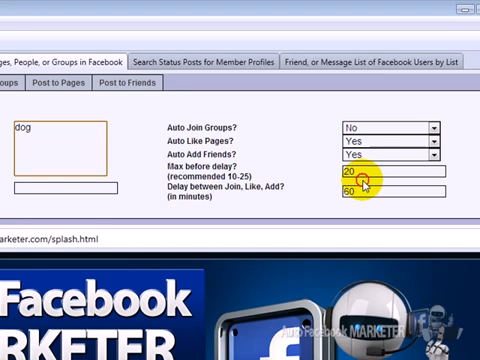 ges, People, or Groups in Facebook Search Status Posts for Member Profiles Friend, or Message List of Facebook Users by List
oups Post to Pages Post to Friends
dog
Auto Join Groups? No
Auto Like Pages? Yes
Auto Add Friends? Yes
Max before delay?
(recommended 10-25) 20
Delay between Join, Like, Add?
(in minutes) 60
arketer.com/splash.html
Facebook
RKETER
AutoFacebook MARKETER